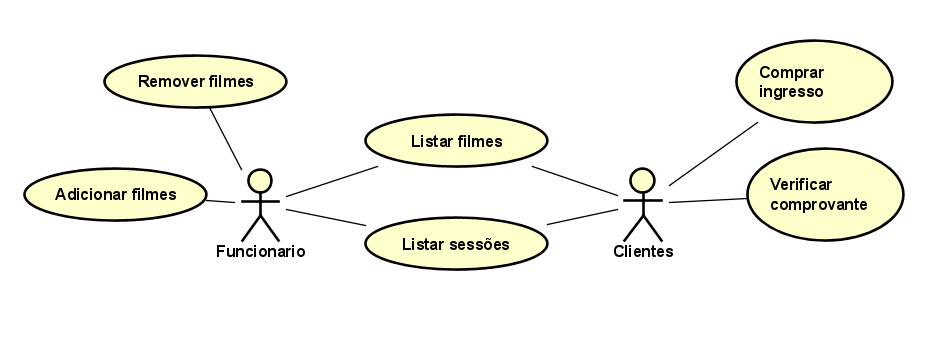 Remover filmes
Comprar
ingresso
Listar filmes
Adicionar filmes
Verificar
comprovante
Listar sessões
Funcionario
Clientes